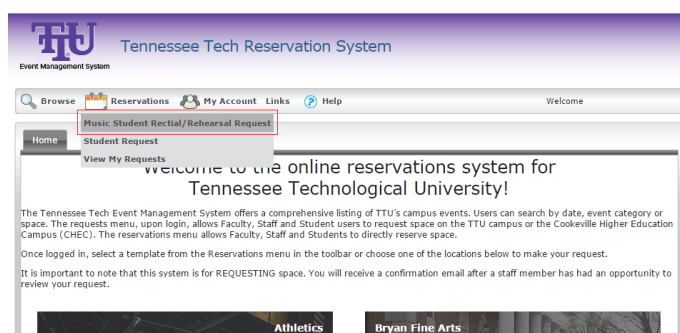 TTU
Event Management System
Tennessee Tech Reservation System
Browse Reservations My Account Links Help Welcome
Music Student Rectial/Rehearsal Request
Home
Student Request
View My Requests
Welcome to the online reservations system for
Tennessee Technological University!
The Tennessee Tech Event Management System offers a comprehensive listing of TTU's campus events. Users can search by date, event category or
space. The requests menu, upon login, allows Faculty, Staff and Student users to request space on the TTU campus or the Cookeville Higher Education
Campus (CHEC). The reservations menu allows Faculty, Staff and Students to directly reserve space.
Once logged in, select a template from the Reservations menu in the toolbar or choose one of the locations below to make your request.
It is important to note that this system is for REQUESTING space. You will receive a confirmation email after a staff member has had an opportunity to
review your request.
Athletics
Bryan Fine Arts